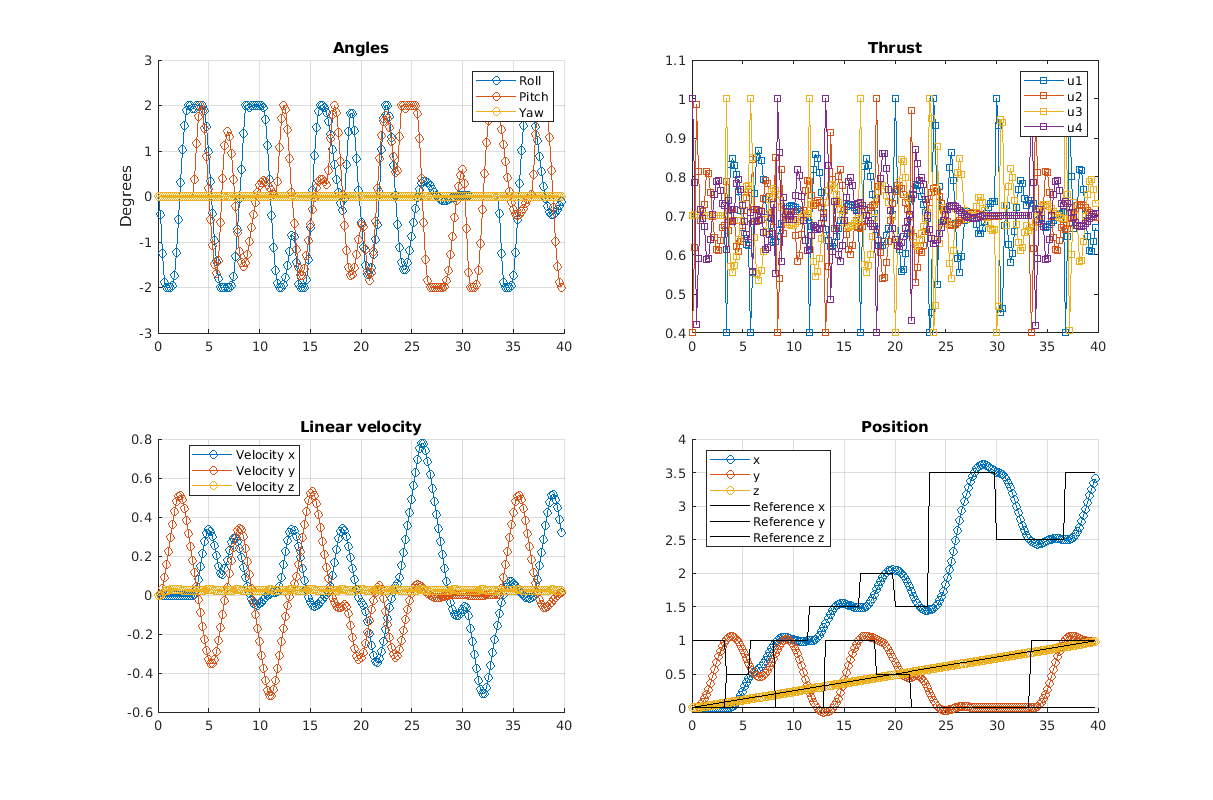 Angles
3
2
1
0
-1
-2
-3
Degrees
0 5 10 15 20 25 30 35 40
Roll
Pitch
Yaw
Thrust
1.1
1
0.9
0.8
0.7
0.6
0.5
0.4
0 5 10 15 20 25 30 35 40
u1
u2
u3
u4
Linear velocity
0.8
0.6
0.4
0.2
0
-0.2
-0.4
-0.6
0 5 10 15 20 25 30 35 40
Velocity x
Velocity y
Velocity z
Position
4
3.5
3
2.5
2
1.5
1
0.5
0
0 5 10 15 20 25 30 35 40
x
y
z
Reference x
Reference y
Reference z